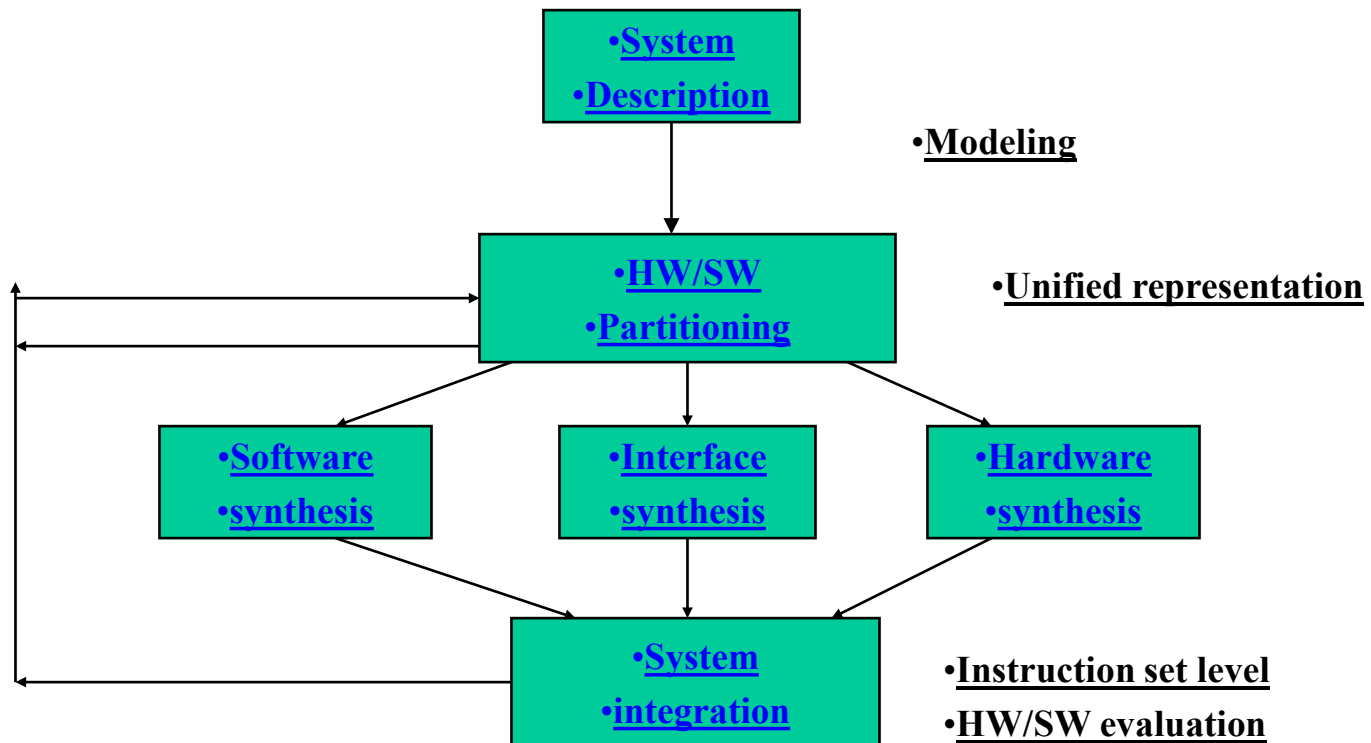 •System
•Description
•Modeling
•HW/SW
•Partitioning
•Unified representation
•Software
•synthesis
•Interface
•synthesis
•Hardware
•synthesis
•System
•integration
•Instruction set level
•HW/SW evaluation